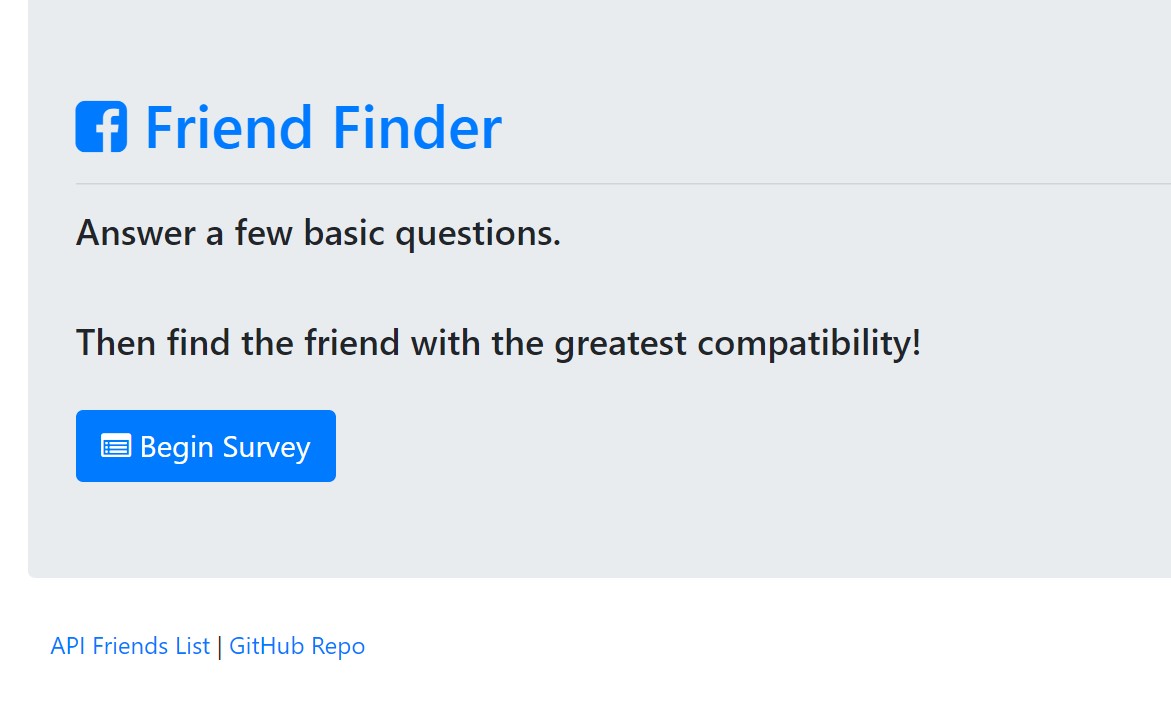 Friend Finder
Answer a few basic questions.
Then find the friend with the greatest compatibility!
Begin Survey
API Friends List | GitHub Repo